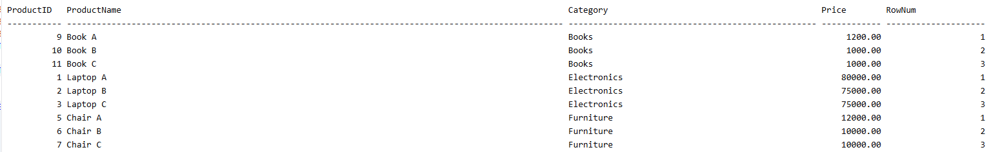 ProductID   ProductName                                                                                          Category                                           Price        RowNum
----------- ---------------------------------------------------------------------------------------------------- -------------------------------------------------- ------------ --------------------
          9 Book A                                                                                               Books                                                   1200.00                    1
         10 Book B                                                                                               Books                                                   1000.00                    2
         11 Book C                                                                                               Books                                                   1000.00                    3
          1 Laptop A                                                                                             Electronics                                            80000.00                    1
          2 Laptop B                                                                                             Electronics                                            75000.00                    2
          3 Laptop C                                                                                             Electronics                                            75000.00                    3
          5 Chair A                                                                                              Furniture                                              12000.00                    1
          6 Chair B                                                                                              Furniture                                              10000.00                    2
          7 Chair C                                                                                              Furniture                                              10000.00                    3